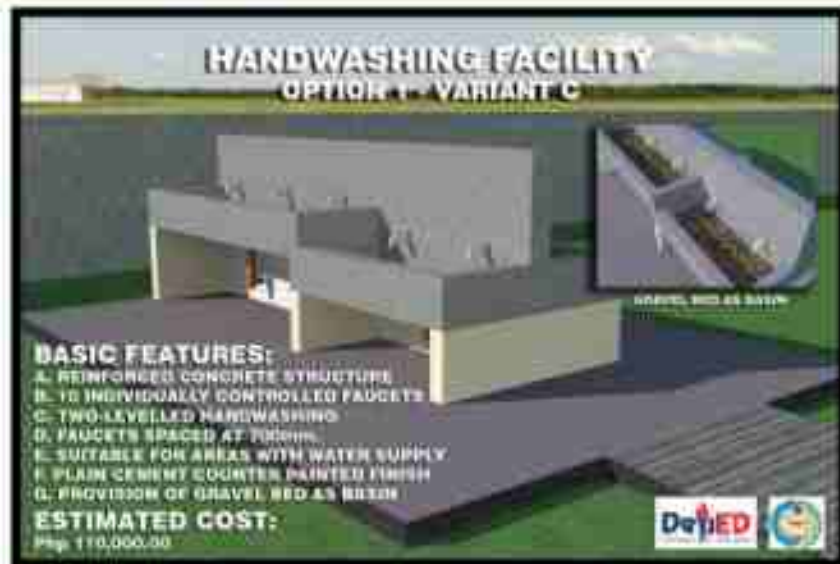 HANDWASHING FACILITY
OPTION 1 - VARIANT C
GRAVEL BED AS BASIN
BASIC FEATURES:
A. REINFORCED CONCRETE STRUCTURE
B. 10 INDIVIDUALLY CONTROLLED FAUCETS
C. TWO-LEVELLED HANDWASHING
D. FAUCETS SPACED AT 700mm.
E. SUITABLE FOR AREAS WITH WATER SUPPLY
F. PLAIN CEMENT COUNTER PAINTED FINISH
G. PROVISION OF GRAVEL BED AS BASIN
ESTIMATED COST:
Php 110,000.00
DepED